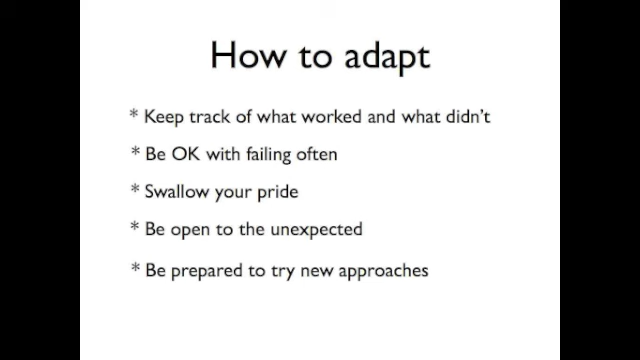 How to adapt
* Keep track of what worked and what didn't
* Be OK with failing often
* Swallow your pride
* Be open to the unexpected
* Be prepared to try new approaches